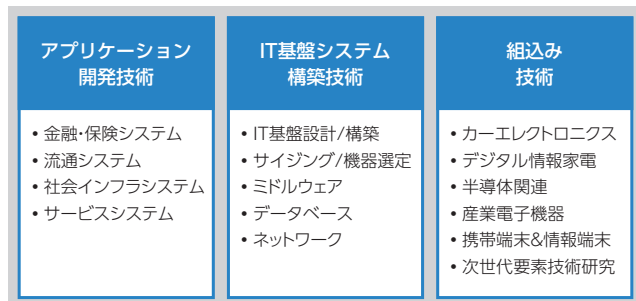 アプリケーション
開発技術
・金融・保険システム
・流通システム
・社会インフラシステム
・サービスシステム
IT基盤システム
構築技術
・IT基盤設計/構築
・サイジング/機器選定
・ミドルウェア
・データベース
・ネットワーク
組込み
技術
・カーエレクトロニクス
・デジタル情報家電
・半導体関連
・産業電子機器
・携帯端末&情報端末
・次世代要素技術研究